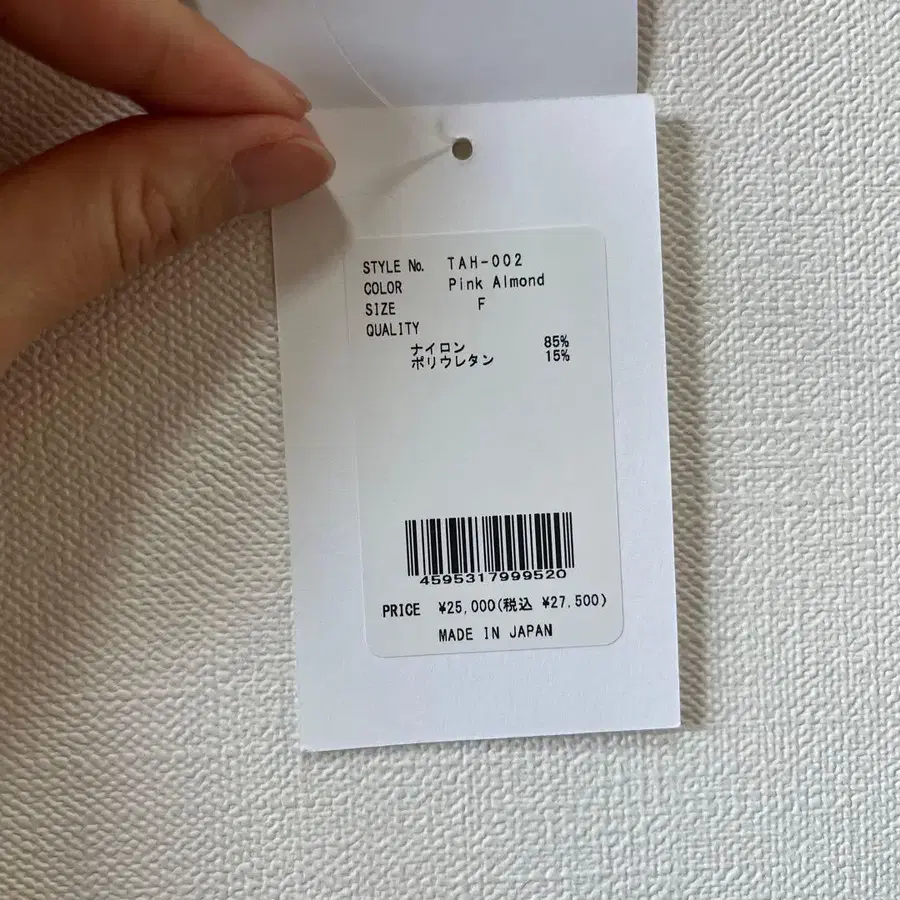 STYLE No. TAH-002
COLOR Pink Almond
SIZE F
QUALITY
ナイロン 85%
ポリウレタン 15%
4595317999520
PRICE ¥25,000(税込 ¥27,500)
MADE IN JAPAN